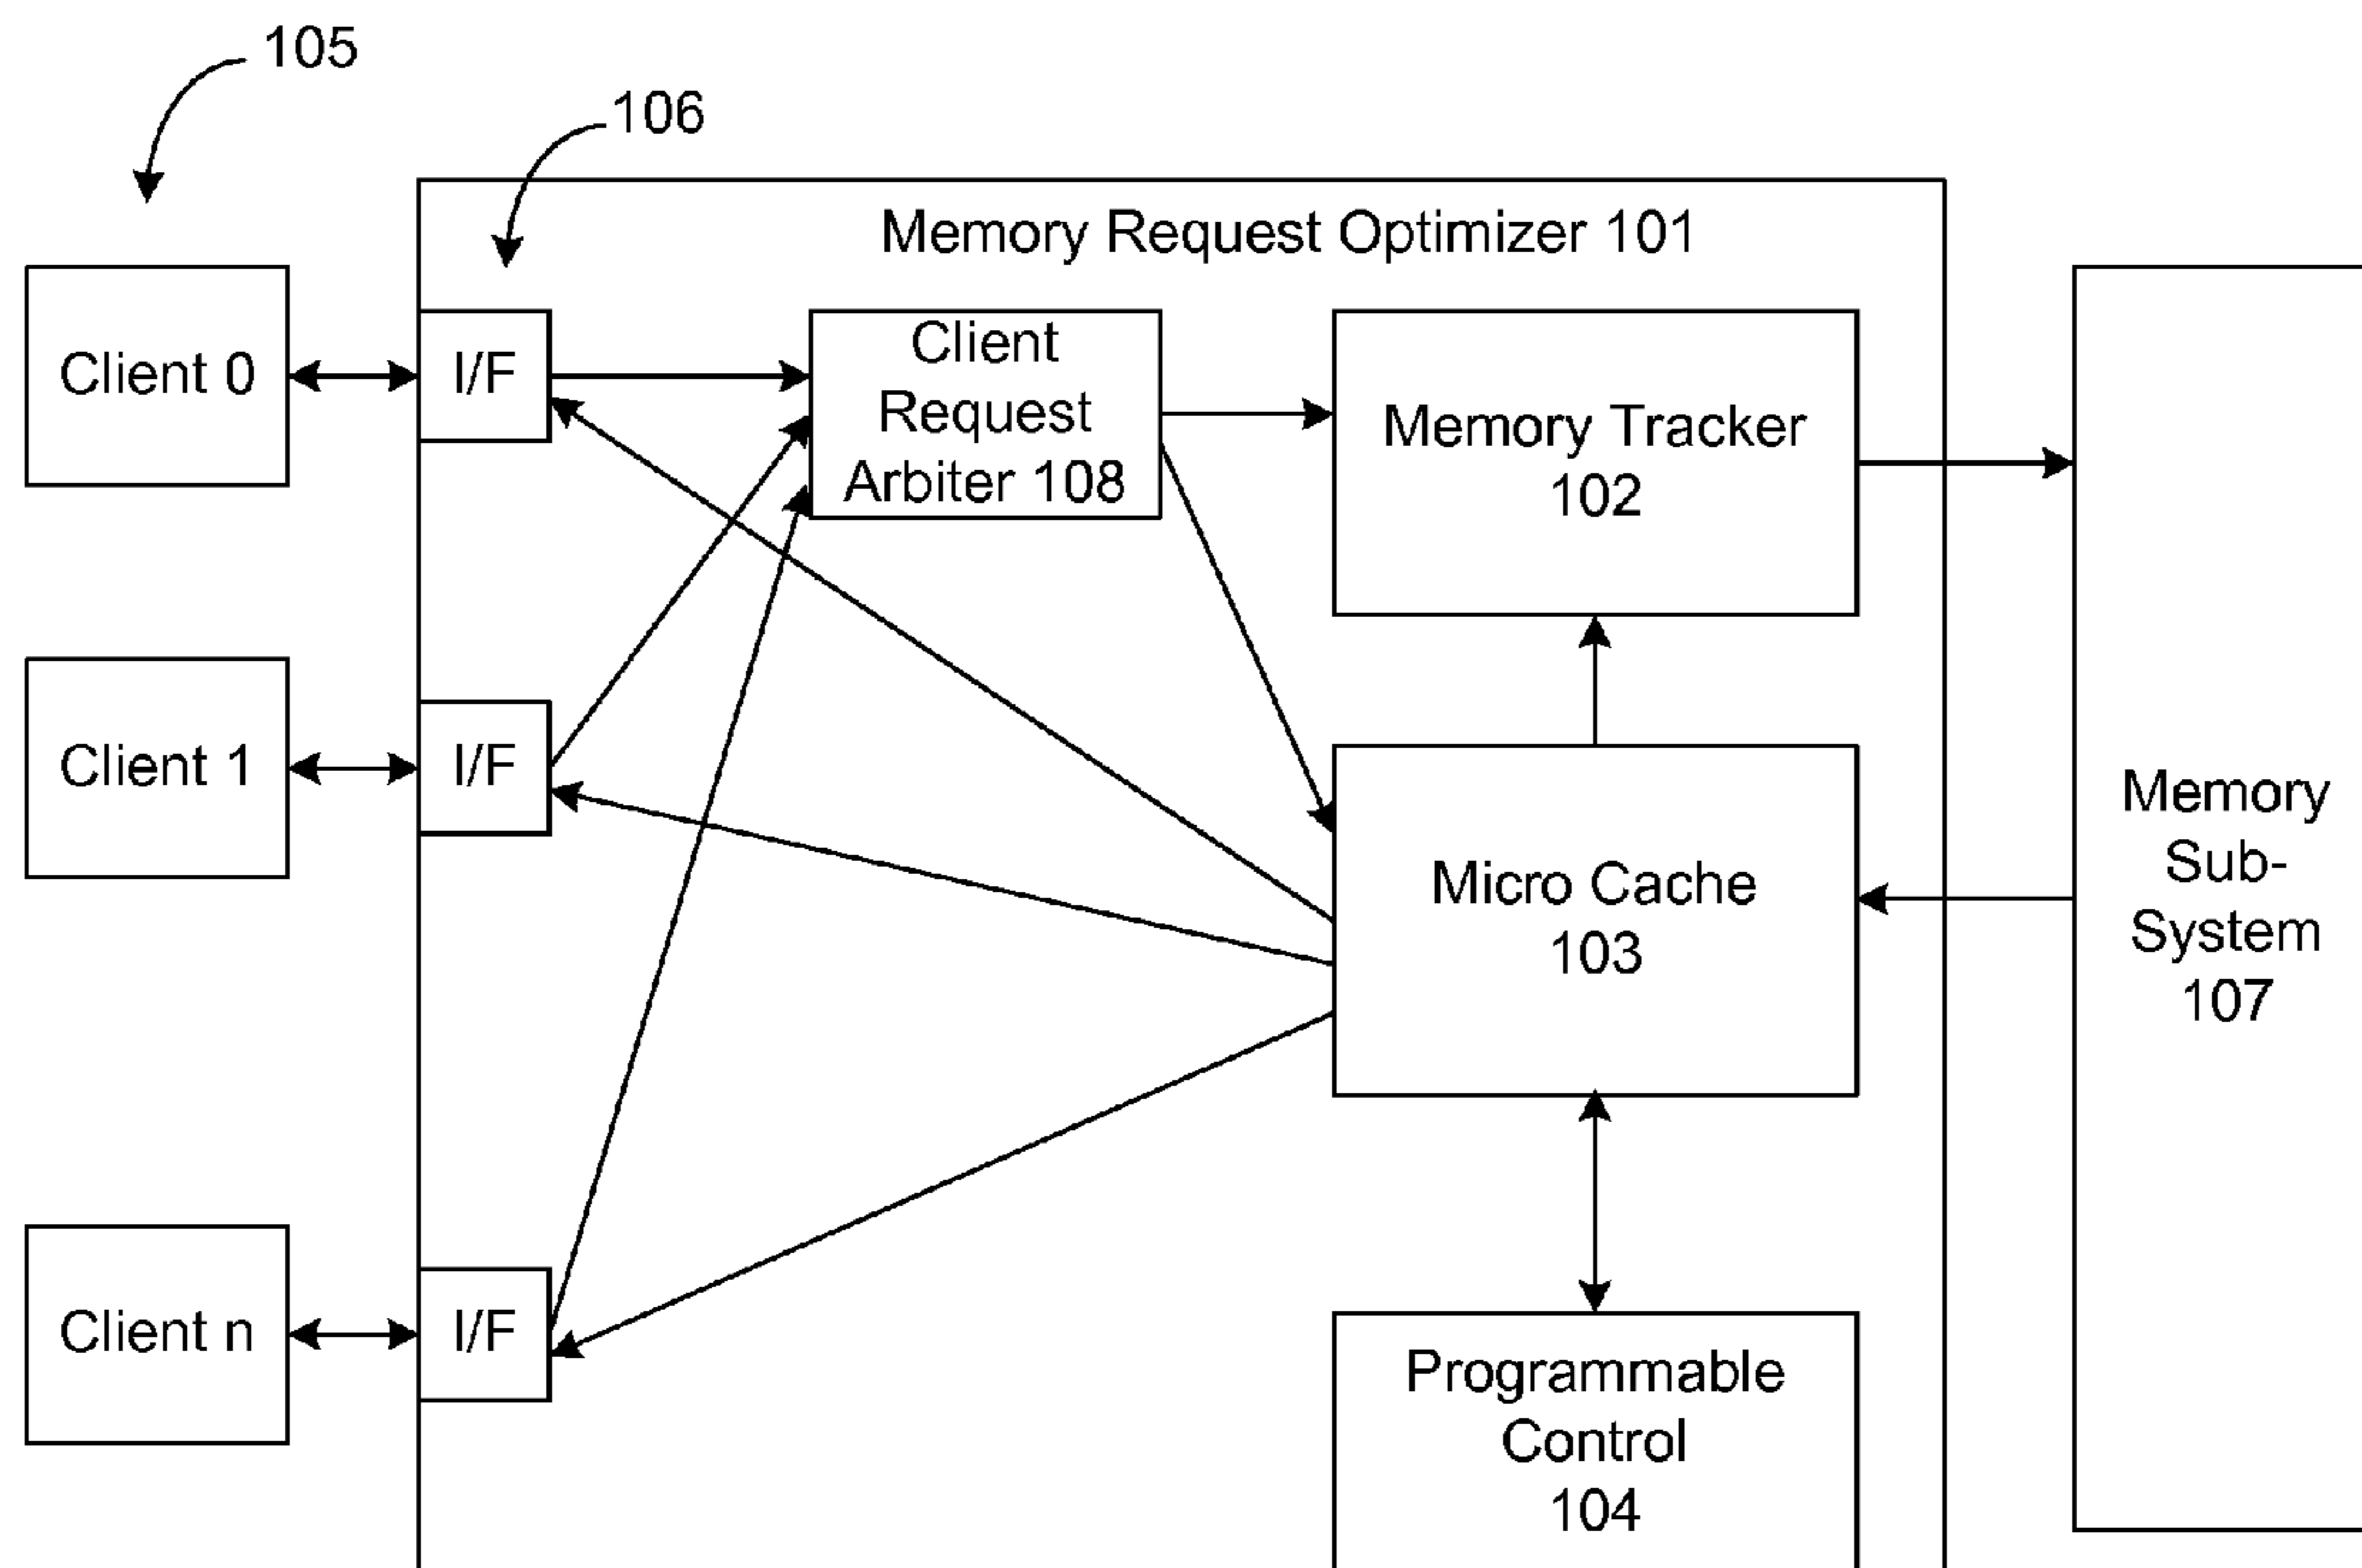 105
106
Memory Request Optimizer 101
Client 0
I/F
Client
Request
Arbiter 108
Memory Tracker
102
Client 1
I/F
Micro Cache
103
Memory
Sub-
System
107
Client n
I/F
Programmable
Control
104